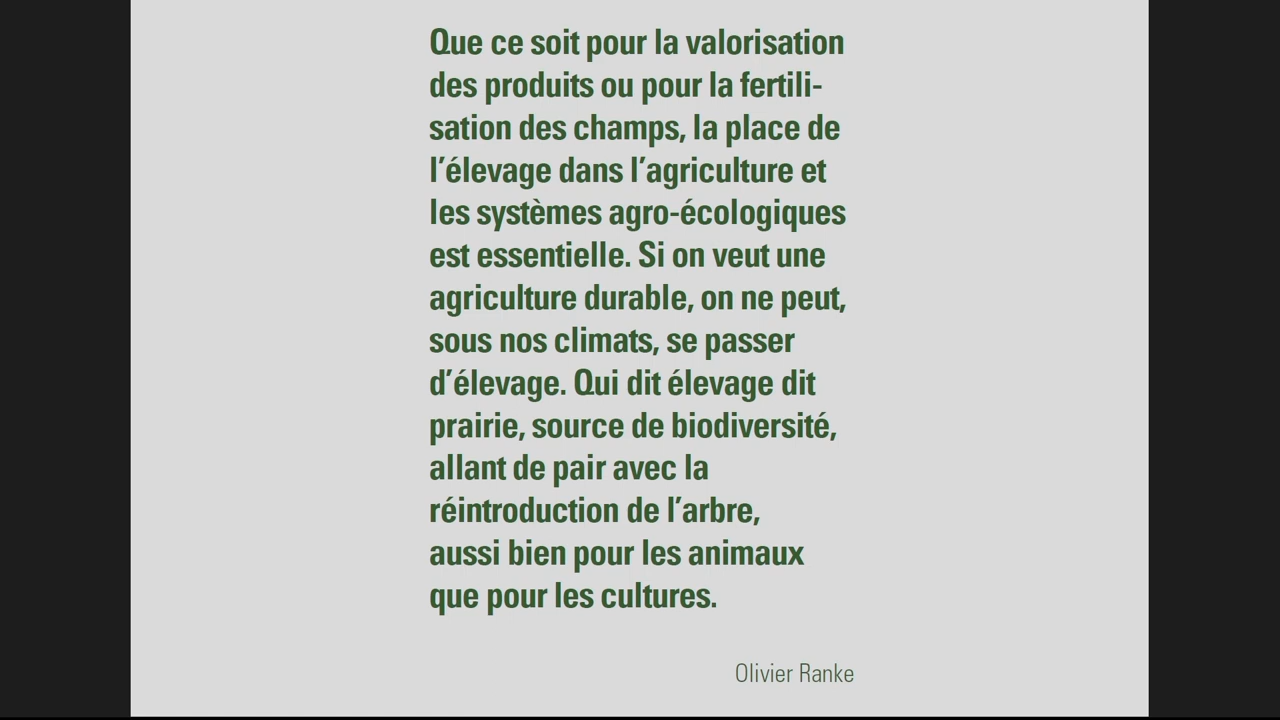 Que ce soit pour la valorisation
des produits ou pour la fertili-
sation des champs, la place de
l’élevage dans l’agriculture et
les systèmes agro-écologiques
est essentielle. Si on veut une
agriculture durable, on ne peut,
sous nos climats, se passer
d’élevage. Qui dit élevage dit
prairie, source de biodiversité,
allant de pair avec la
réintroduction de l’arbre,
aussi bien pour les animaux
que pour les cultures.
Olivier Ranke